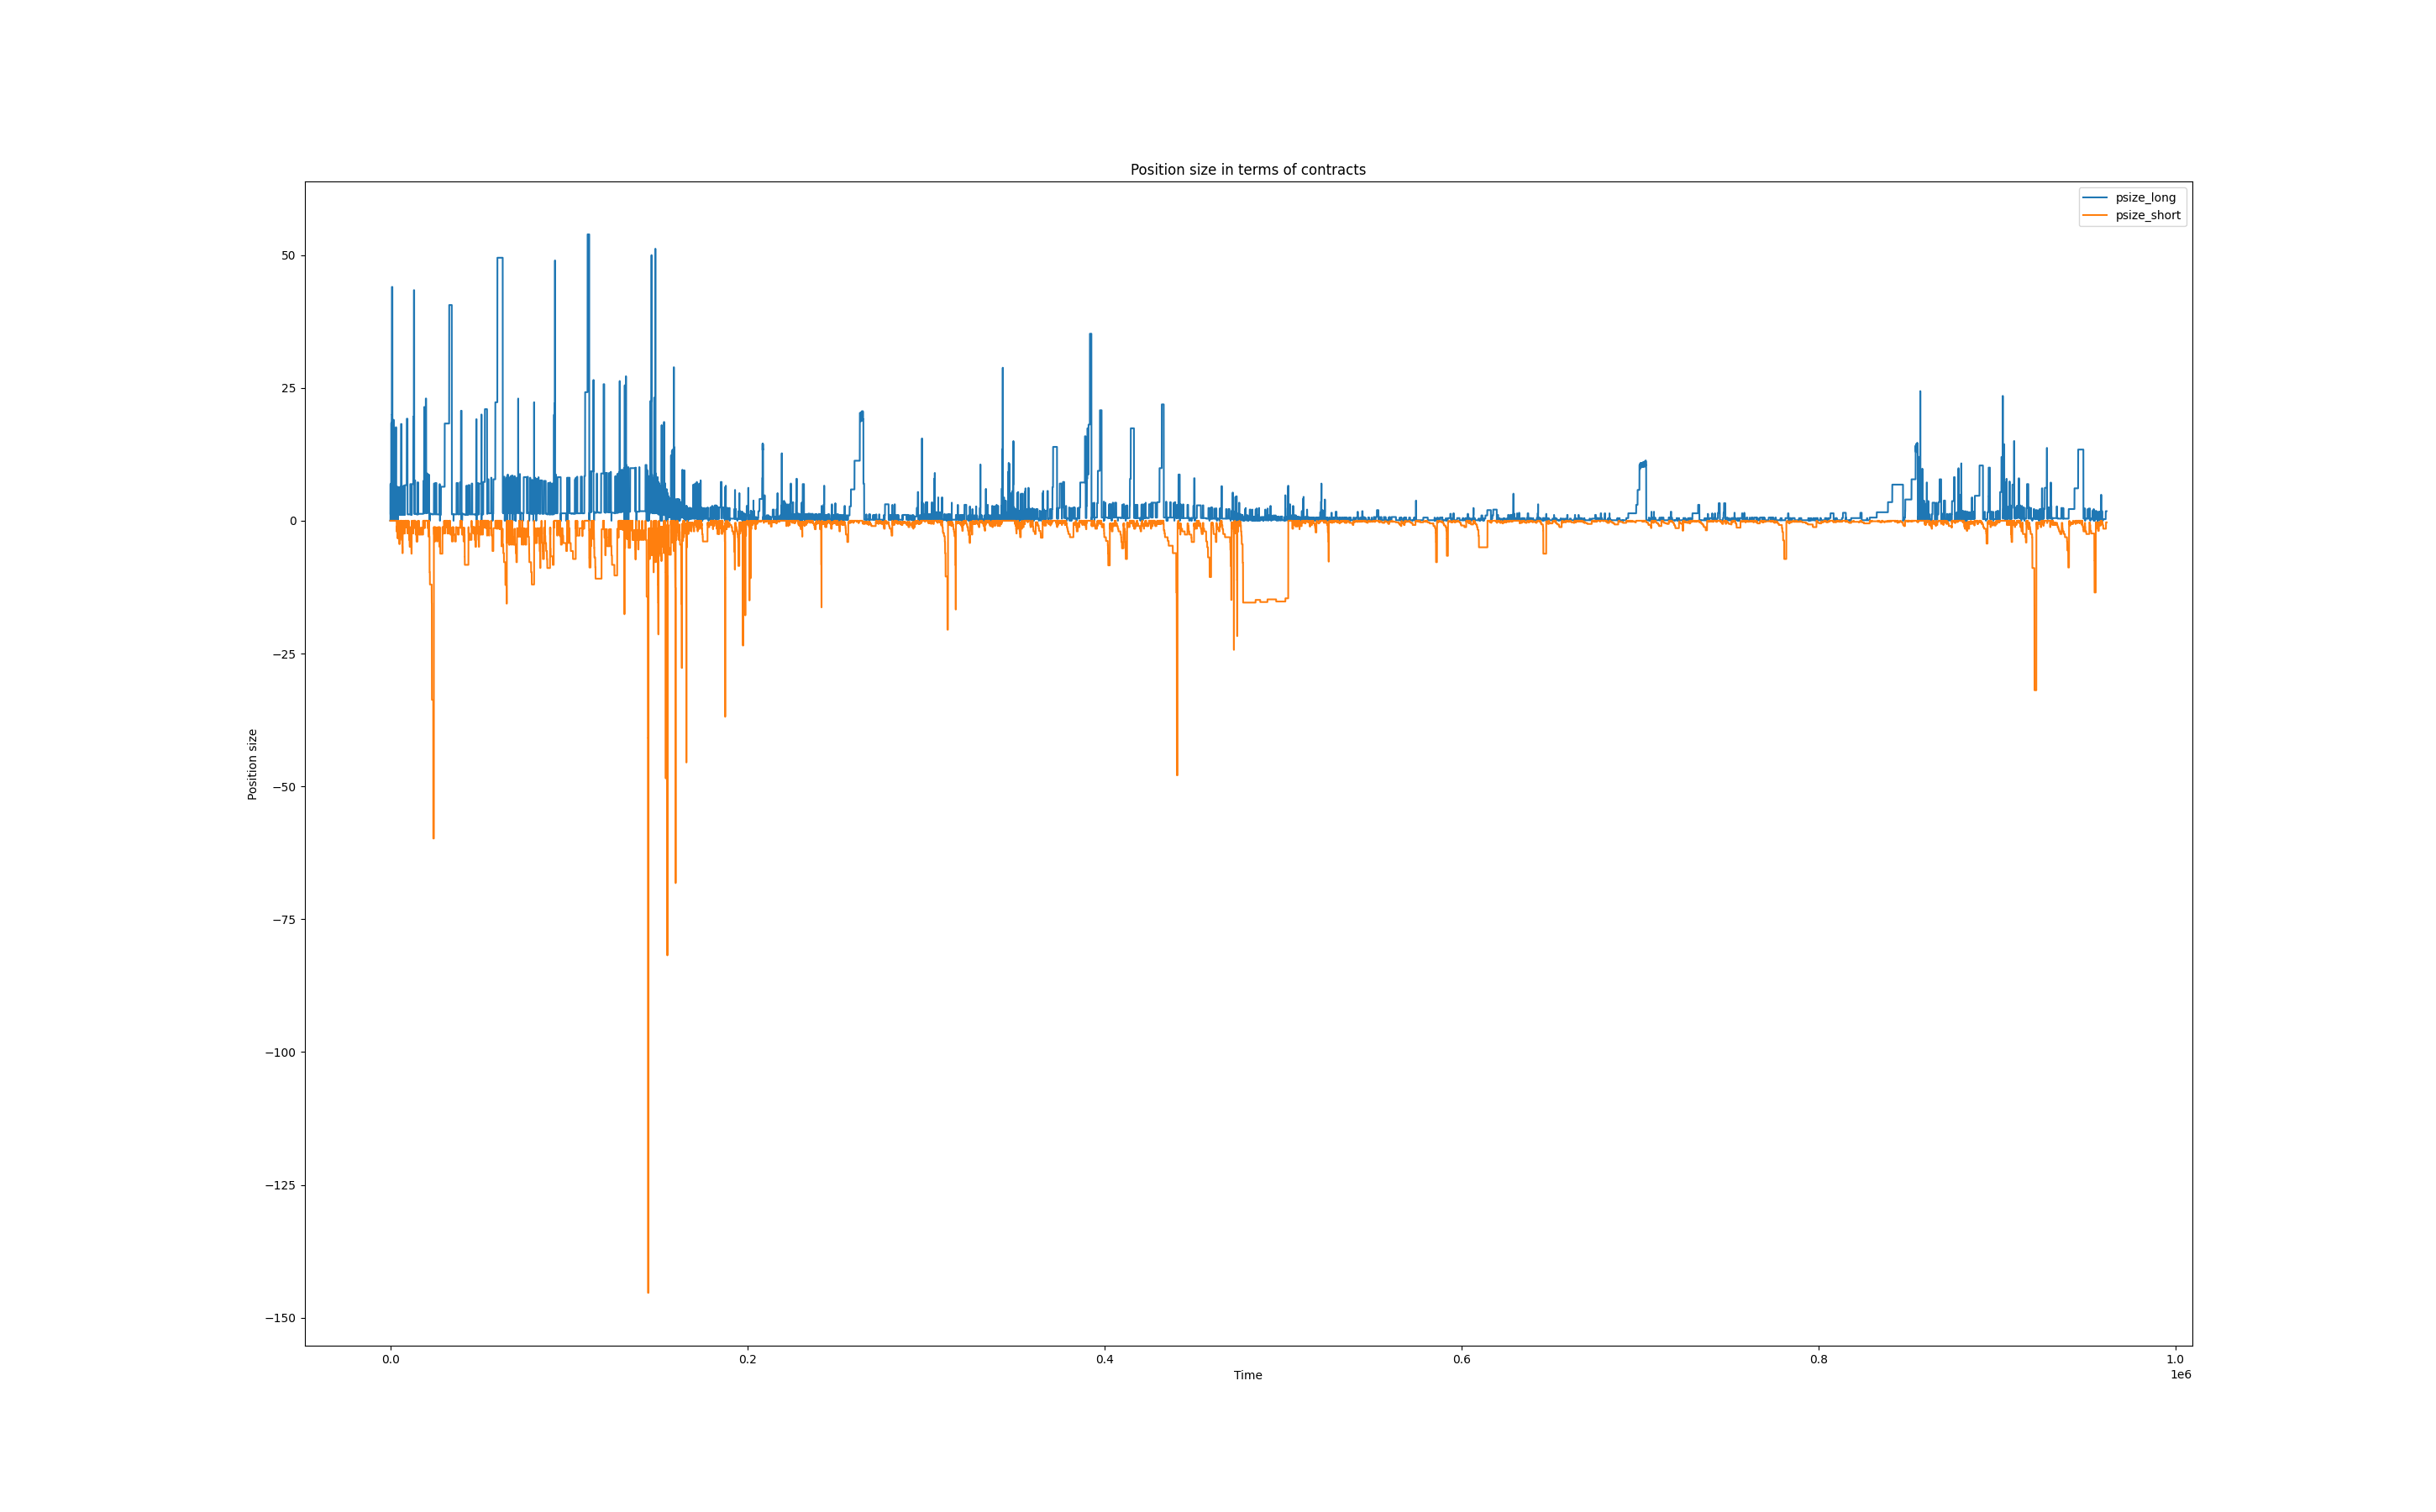 Position size in terms of contracts
psize_long
psize_short
Position size
50
25
0
−25
−50
−75
−100
−125
−150
0.0
0.2
0.4
0.6
0.8
1.0
1e6
Time